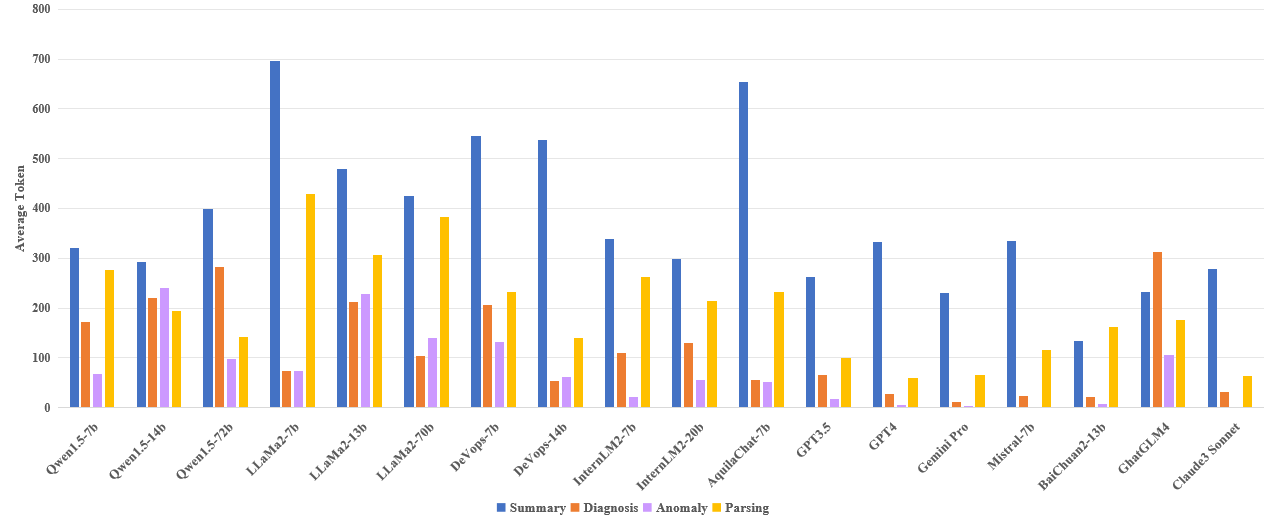 800
700
600
500
400
300
200
100
0
Average Token
Qwen1.5-7b
Qwen1.5-14b
Qwen1.5-72b
LLaMa2-7b
LLaMa2-13b
LLaMa2-70b
DeVops-7b
DeVops-14b
InternLM2-7b
InternLM2-20b
AquilaChat-7b
GPT3.5
GPT4
Gemini Pro
Mistral-7b
BaiChuan2-13b
GhatGLM4
Claude3 Sonnet
Summary Diagnosis Anomaly Parsing